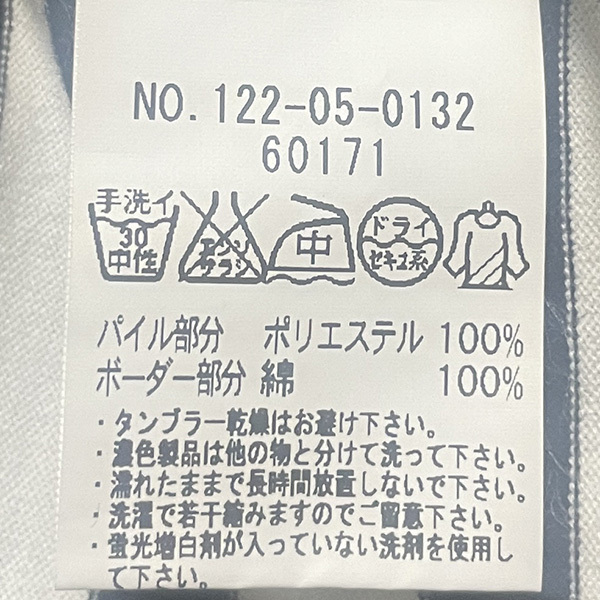 NO. 122-05-0132
60171
手洗イ
30
中性
エンソ
サラシ
中
ドライ
セキユ系
パイル部分 ポリエステル 100%
ボーダー部分 綿 100%
・タンブラー乾燥はお避け下さい。
・濃色製品は他の物と分けて洗って下さい。
・濡れたままで長時間放置しないで下さい。
・洗濯で若干縮みますのでご留意下さい。
・蛍光増白剤が入っていない洗剤を使用し
て下さい。